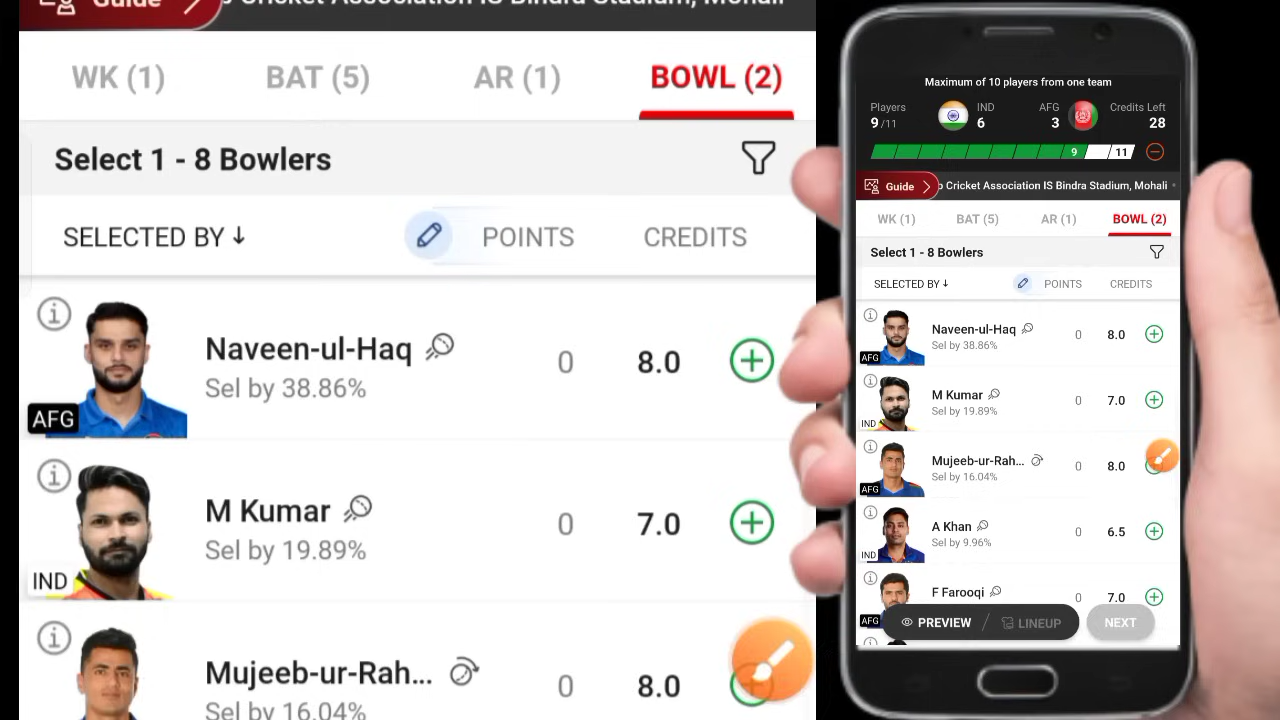 Guide
Cricket Association IS Bindra Stadium, Mohali
WK (1) BAT (5) AR (1) BOWL (2)
Select 1 - 8 Bowlers
SELECTED BY ↓ POINTS CREDITS
Naveen-ul-Haq 0 8.0
Sel by 38.86%
AFG
M Kumar 0 7.0
Sel by 19.89%
IND
Mujeeb-ur-Rah... 0 8.0
Sel by 16.04%
Maximum of 10 players from one team
Players IND AFG Credits Left
9/11 6 3 28
9 11
Guide Cricket Association IS Bindra Stadium, Mohali
WK (1) BAT (5) AR (1) BOWL (2)
Select 1 - 8 Bowlers
SELECTED BY ↓ POINTS CREDITS
Naveen-ul-Haq 0 8.0
Sel by 38.86%
AFG
M Kumar 0 7.0
Sel by 19.89%
IND
Mujeeb-ur-Rah... 0 8.0
Sel by 16.04%
AFG
A Khan 0 6.5
Sel by 9.96%
IND
F Farooqi 0 7.0
AFG
PREVIEW LINEUP NEXT